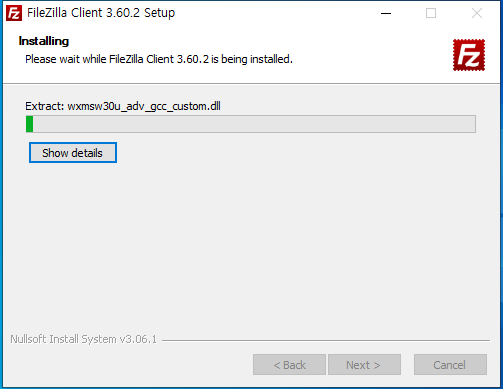 FileZilla Client 3.60.2 Setup
Installing
Please wait while FileZilla Client 3.60.2 is being installed.
Fz
Extract: wxmsw30u_adv_gcc_custom.dll
Show details
Nullsoft Install System v3.06.1
< Back
Next >
Cancel